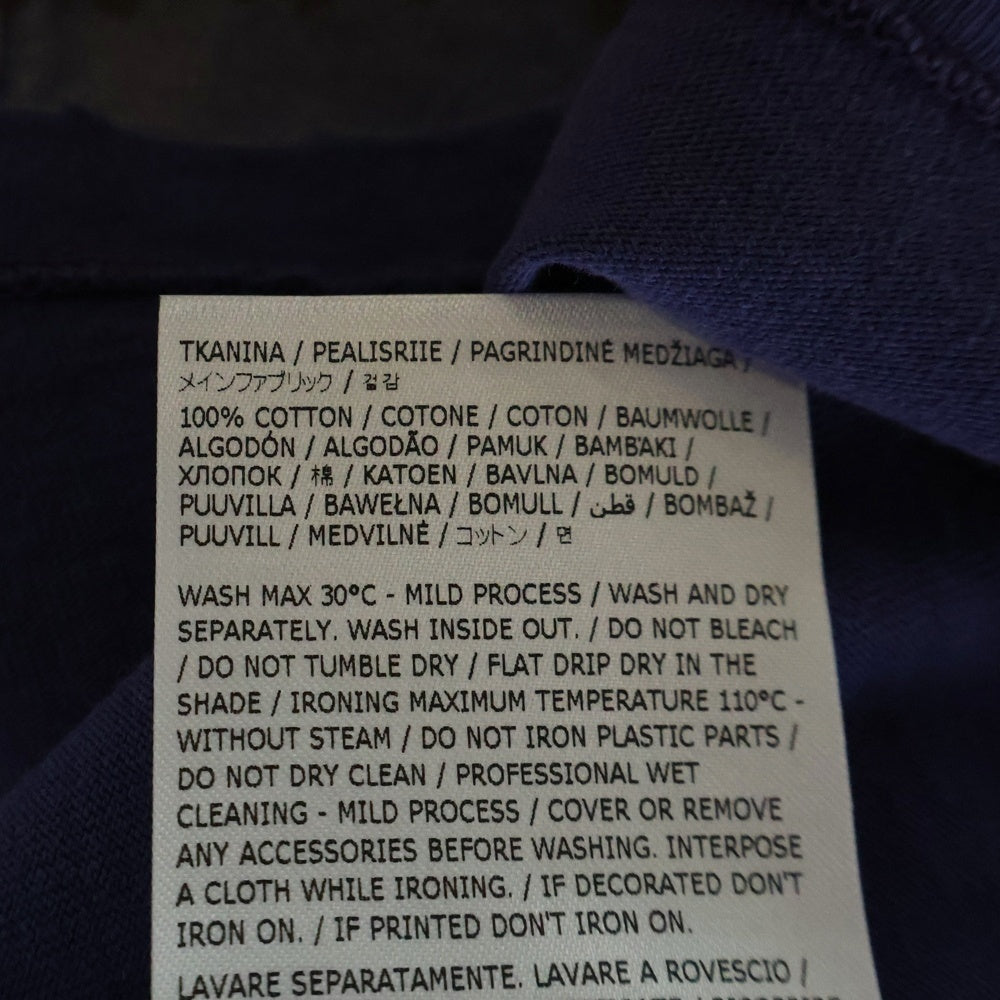 TKANINA / PEALISRIIE / PAGRINDINĖ MEDŽIAGA /
メインファブリック / 겉감
100% COTTON / COTONE / COTON / BAUMWOLLE /
ALGODÓN / ALGODÃO / PAMUK / BAMBAKI /
ХЛОПОК / 棉 / KATOEN / BAVLNA / BOMULD /
PUUVILLA / BAWEŁNA / BOMULL / قطن / BOMBAŽ /
PUUVILL / MEDVILNĖ / コットン / 면
WASH MAX 30°C - MILD PROCESS / WASH AND DRY
SEPARATELY. WASH INSIDE OUT. / DO NOT BLEACH
/ DO NOT TUMBLE DRY / FLAT DRIP DRY IN THE
SHADE / IRONING MAXIMUM TEMPERATURE 110°C -
WITHOUT STEAM / DO NOT IRON PLASTIC PARTS /
DO NOT DRY CLEAN / PROFESSIONAL WET
CLEANING - MILD PROCESS / COVER OR REMOVE
ANY ACCESSORIES BEFORE WASHING. INTERPOSE
A CLOTH WHILE IRONING. / IF DECORATED DON'T
IRON ON. / IF PRINTED DON'T IRON ON.
LAVARE SEPARATAMENTE. LAVARE A ROVESCIO /